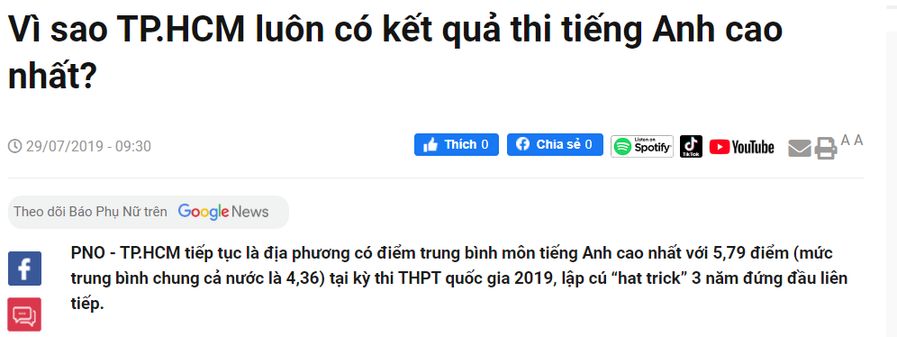 Vì sao TP.HCM luôn có kết quả thi tiếng Anh cao
nhất?
29/07/2019 - 09:30
Thích 0
Chia sẻ 0
Listen on
Spotify
TikTok
YouTube
A A
Theo dõi Báo Phụ Nữ trên Google News
PNO - TP.HCM tiếp tục là địa phương có điểm trung bình môn tiếng Anh cao nhất với 5,79 điểm (mức
trung bình chung cả nước là 4,36) tại kỳ thi THPT quốc gia 2019, lập cú “hat trick” 3 năm đứng đầu liên
tiếp.